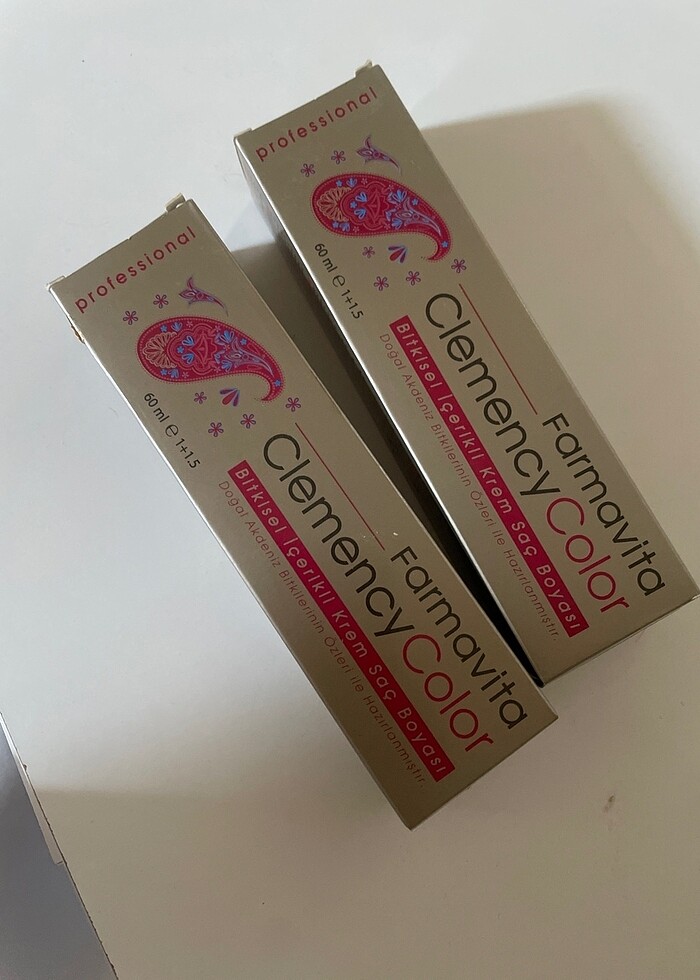 professional
60 ml ℮ 1+1.5
Farmavita
ClemencyColor
Bitkisel İçerikli Krem Saç Boyası
Doğal Akdeniz Bitkilerinin Özleri ile Hazırlanmıştır.
professional
60 ml ℮ 1+1.5
Farmavita
ClemencyColor
Bitkisel İçerikli Krem Saç Boyası
Doğal Akdeniz Bitkilerinin Özleri ile Hazırlanmıştır.